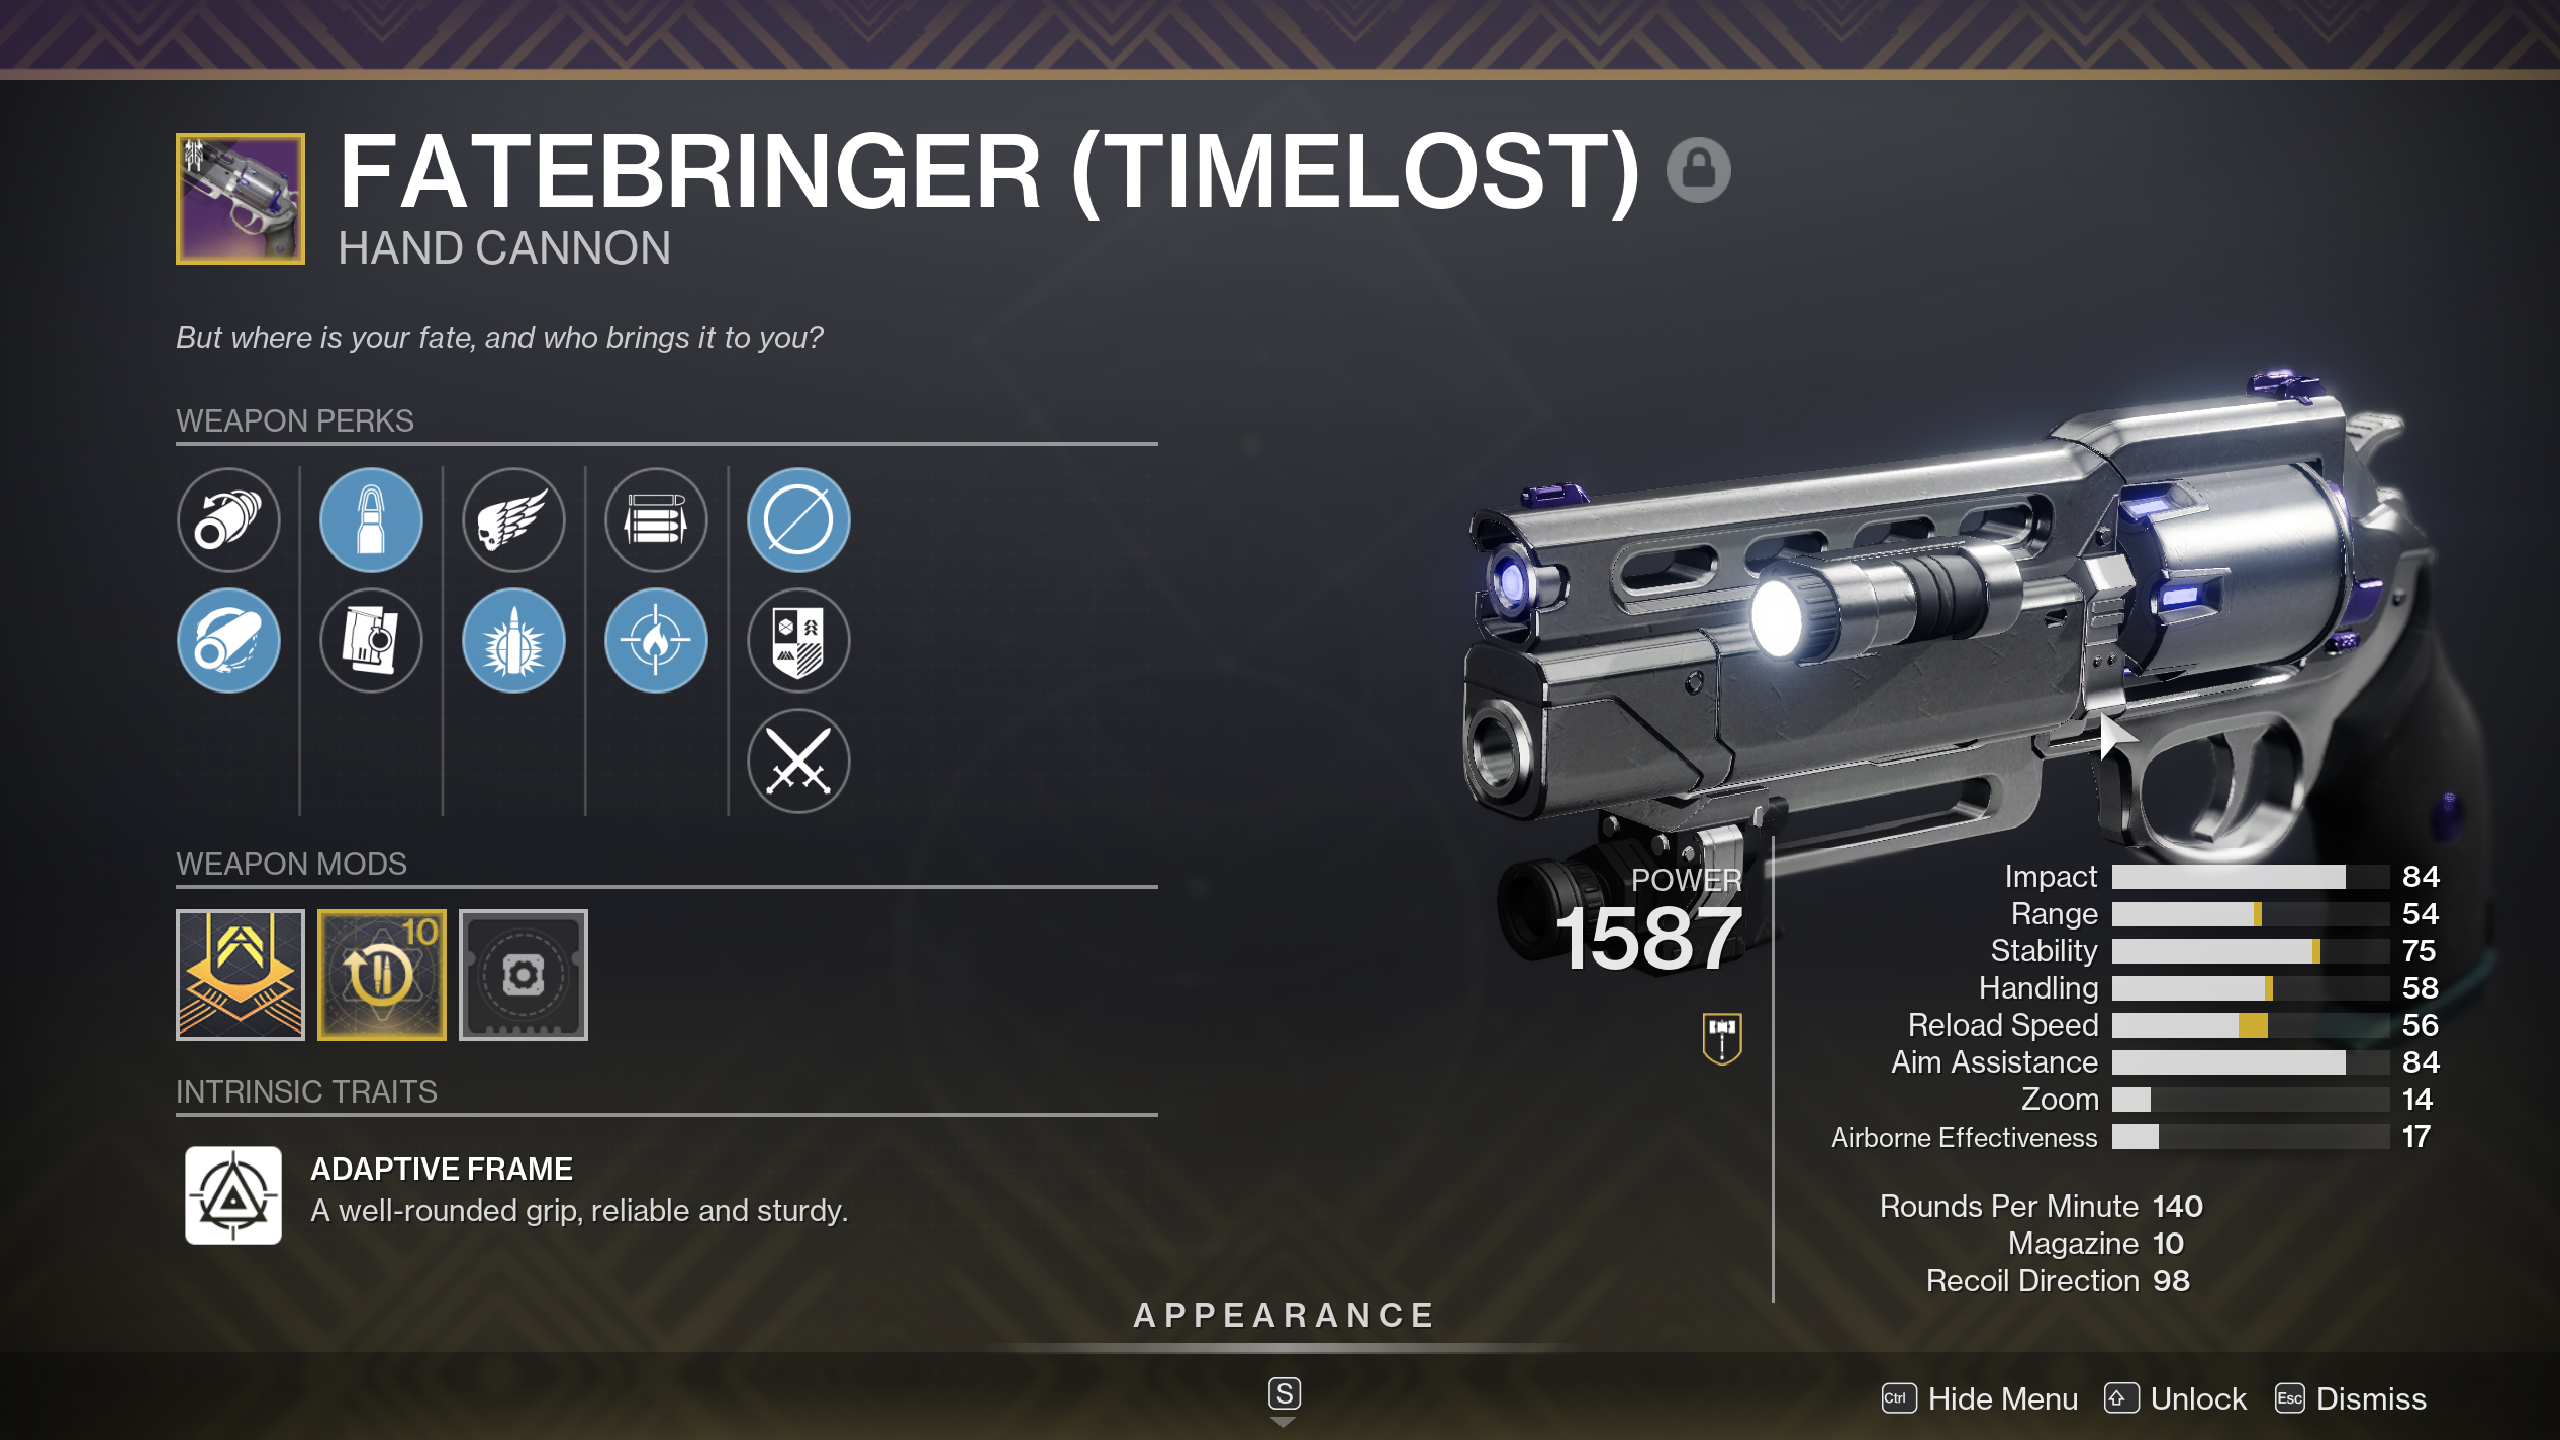 FATEBRINGER (TIMELOST)
HAND CANNON
But where is your fate, and who brings it to you?
WEAPON PERKS
WEAPON MODS
10
INTRINSIC TRAITS
ADAPTIVE FRAME
A well-rounded grip, reliable and sturdy.
POWER
1587
Impact 84
Range 54
Stability 75
Handling 58
Reload Speed 56
Aim Assistance 84
Zoom 14
Airborne Effectiveness 17
Rounds Per Minute 140
Magazine 10
Recoil Direction 98
APPEARANCE
S
Ctrl Hide Menu Unlock Esc Dismiss